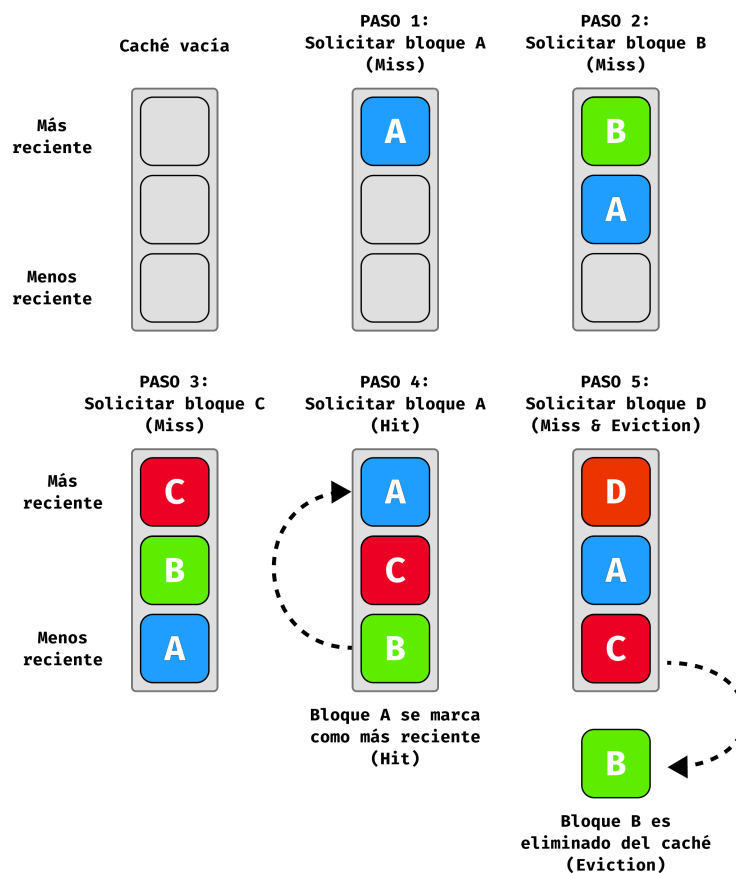 Caché vacía
PASO 1:
Solicitar bloque A
(Miss)
PASO 2:
Solicitar bloque B
(Miss)
Más
reciente
Menos
reciente
A
B
A
PASO 3:
Solicitar bloque C
(Miss)
PASO 4:
Solicitar bloque A
(Hit)
PASO 5:
Solicitar bloque D
(Miss & Eviction)
Más
reciente
Menos
reciente
C
B
A
A
C
B
Bloque A se marca
como más reciente
(Hit)
D
A
C
B
Bloque B es
eliminado del caché
(Eviction)